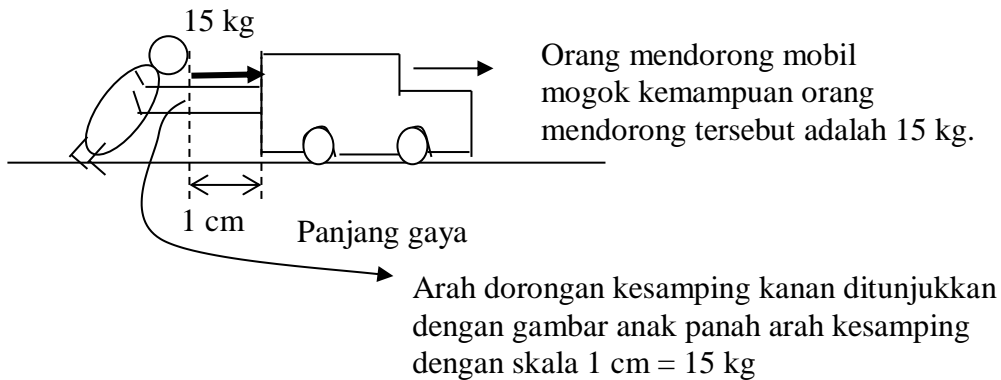 15 kg
Orang mendorong mobil
mogok kemampuan orang
mendorong tersebut adalah 15 kg.
1 cm
Panjang gaya
Arah dorongan kesamping kanan ditunjukkan
dengan gambar anak panah arah kesamping
dengan skala 1 cm = 15 kg